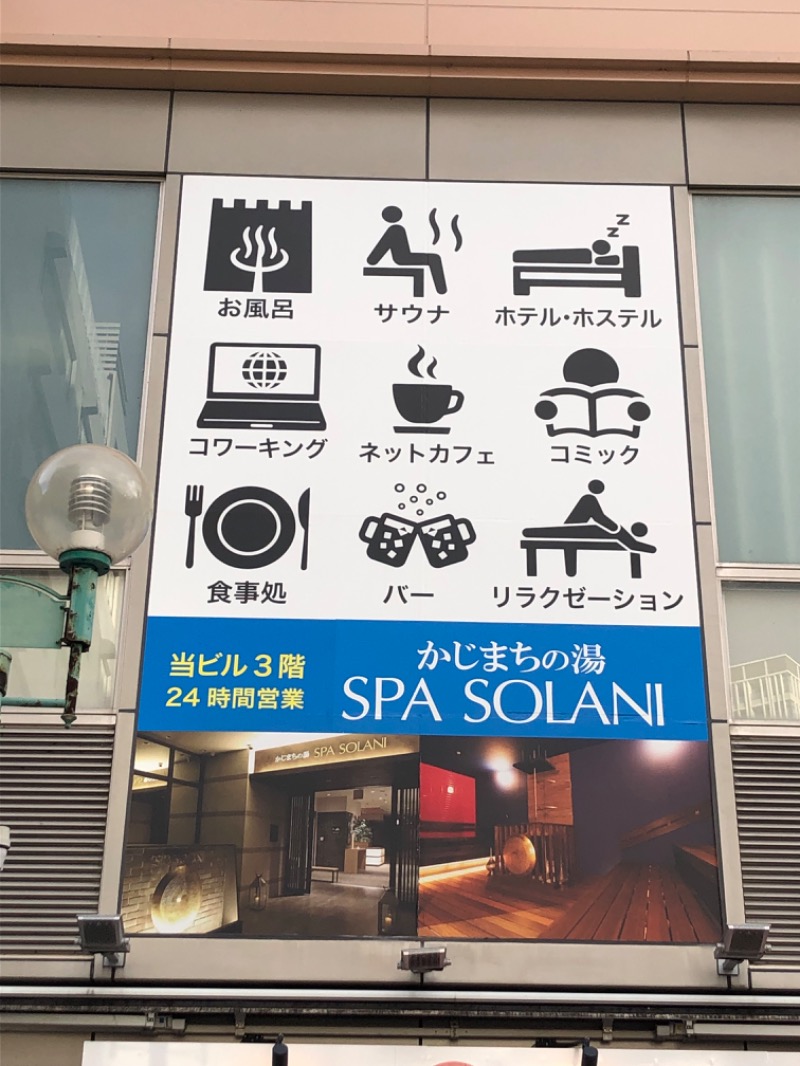 お風呂
サウナ
Z
Z
ホテル・ホステル
コワーキング
ネットカフェ
コミック
食事処
バー
リラクゼーション
当ビル3階
24時間営業
かじまちの湯
SPA SOLANI
かじまちの湯 SPA SOLANI